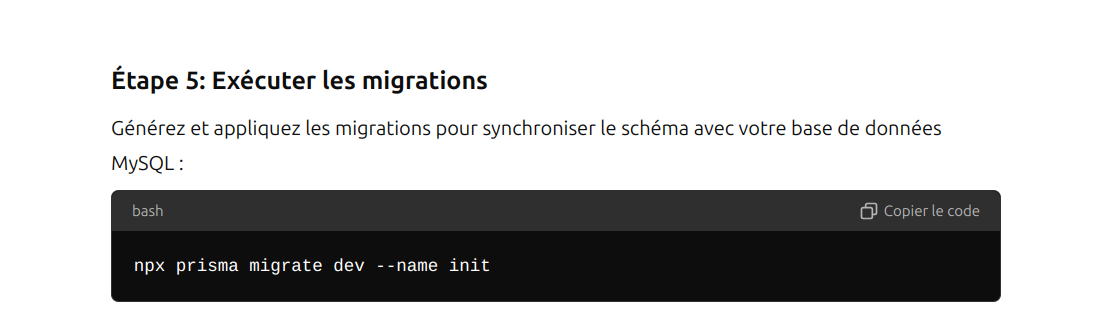 Étape 5: Exécuter les migrations
Générez et appliquez les migrations pour synchroniser le schéma avec votre base de données
MySQL :
bash
Copier le code
npx prisma migrate dev --name init